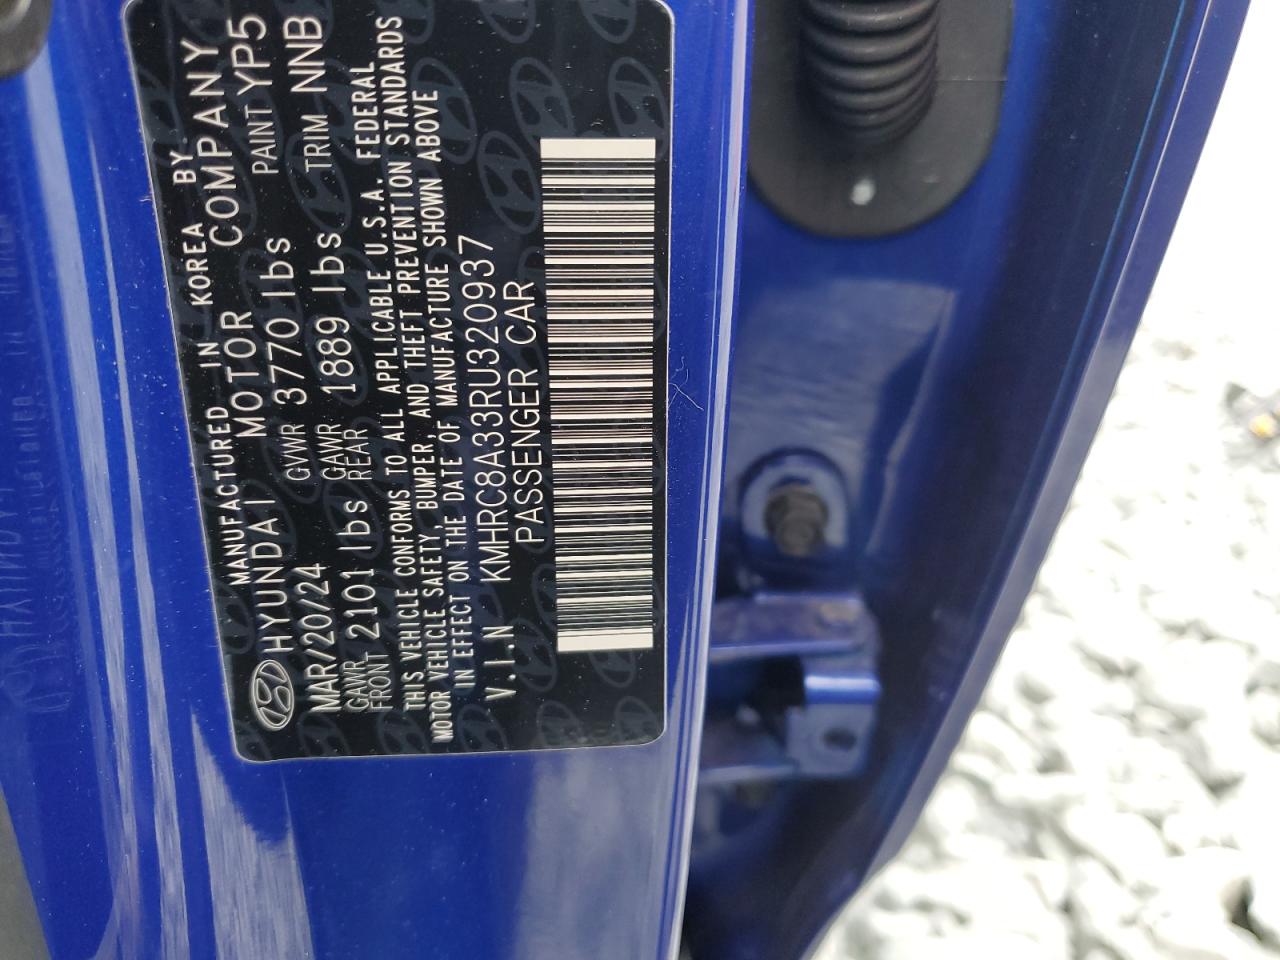 MANUFACTURED IN KOREA BY
HYUNDAI MOTOR COMPANY
MAR/20/24 GVWR 3770 lbs PAINT YP5
GAWR FRONT 2101 lbs GAWR REAR 1889 lbs TRIM NNB
THIS VEHICLE CONFORMS TO ALL APPLICABLE U.S.A. FEDERAL
MOTOR VEHICLE SAFETY, BUMPER, AND THEFT PREVENTION STANDARDS
IN EFFECT ON THE DATE OF MANUFACTURE SHOWN ABOVE
V.I.N KMHRC8A33RU320937
PASSENGER CAR